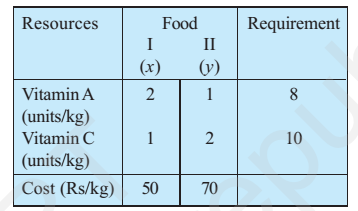 Resources Food Requirement
I II
(x) (y)
Vitamin A 2 1 8
(units/kg)
Vitamin C 1 2 10
(units/kg)
Cost (Rs/kg) 50 70